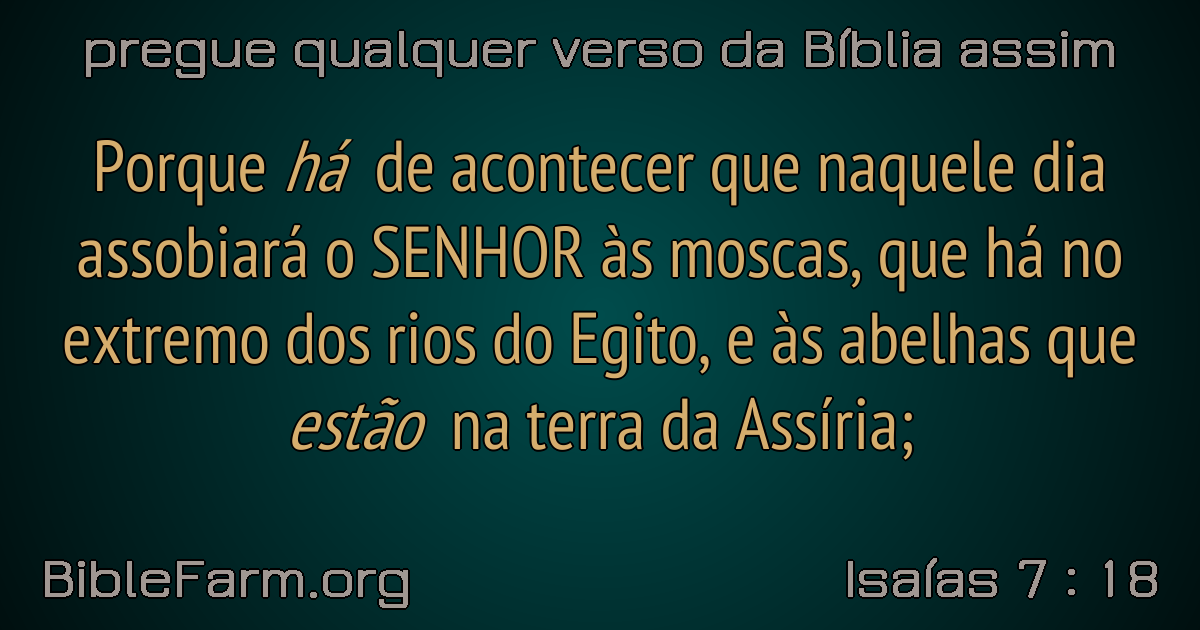 pregue qualquer verso da Bíblia assim
Porque há de acontecer que naquele dia
assobiará o SENHOR às moscas, que há no
extremo dos rios do Egito, e às abelhas que
estão na terra da Assíria;
BibleFarm.org
Isaías 7 : 18